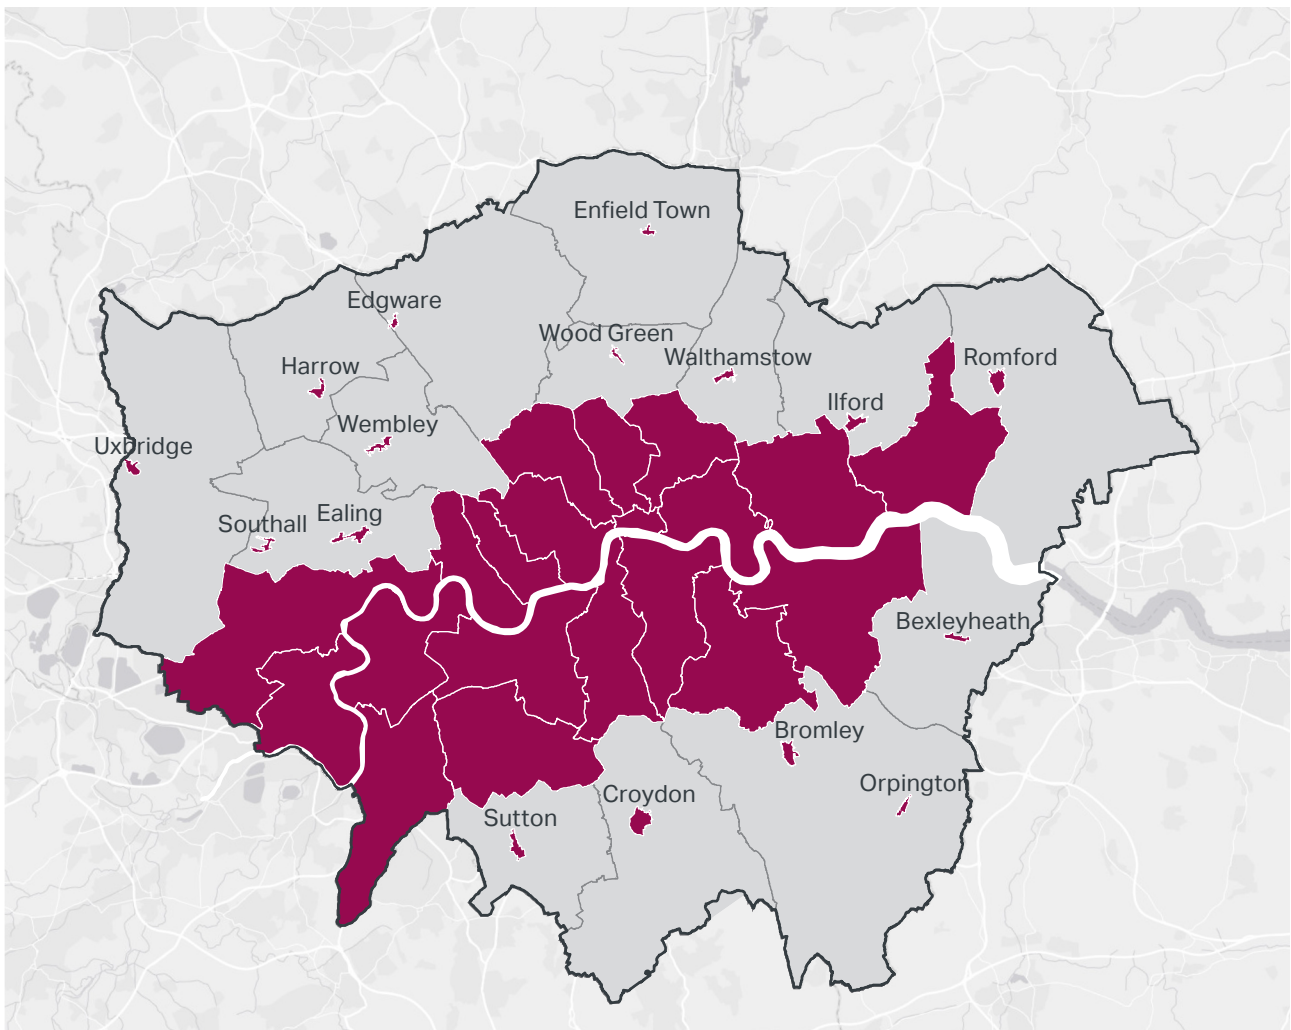 Enfield Town
Edgware
Wood Green
Walthamstow
Romford
Harrow
Ilford
Wembley
Uxbridge
Southall
Ealing
Bexleyheath
Bromley
Orpington
Croydon
Sutton